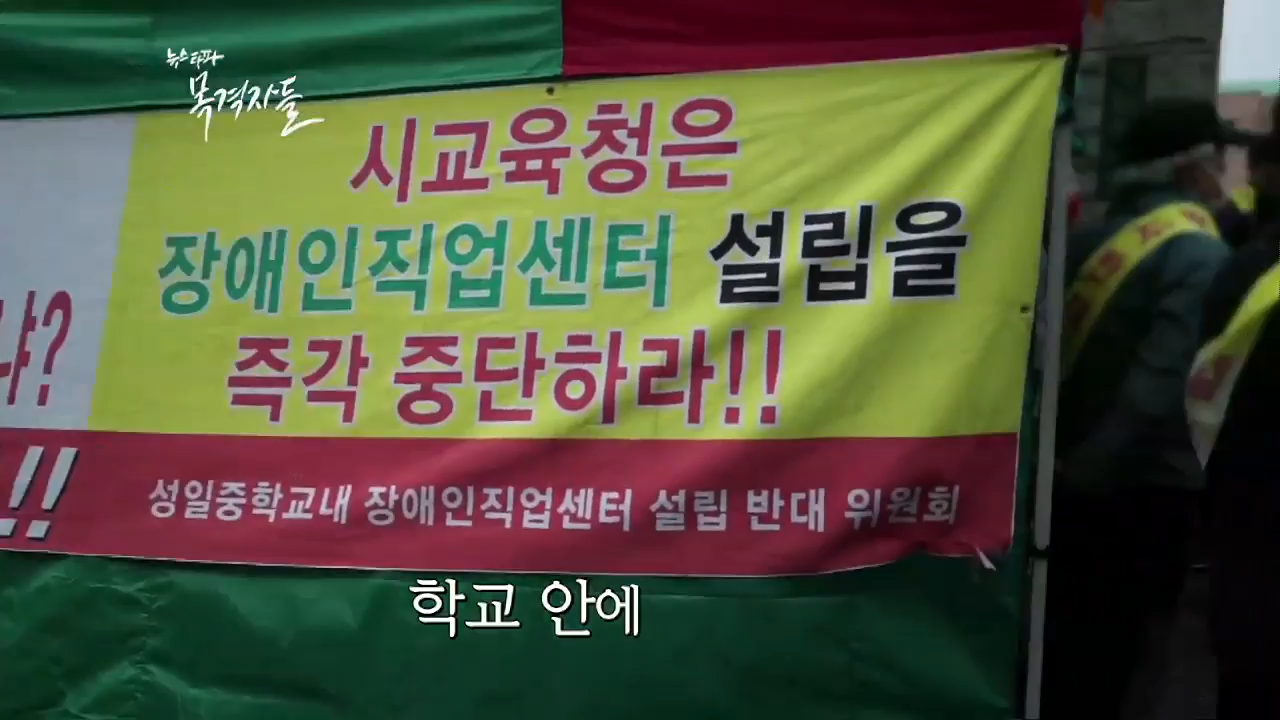 뉴스타파
목격자들
시교육청은
장애인직업센터 설립을
즉각 중단하라!!
냐?
!!
성일중학교내 장애인직업센터 설립 반대 위원회
학교 안에